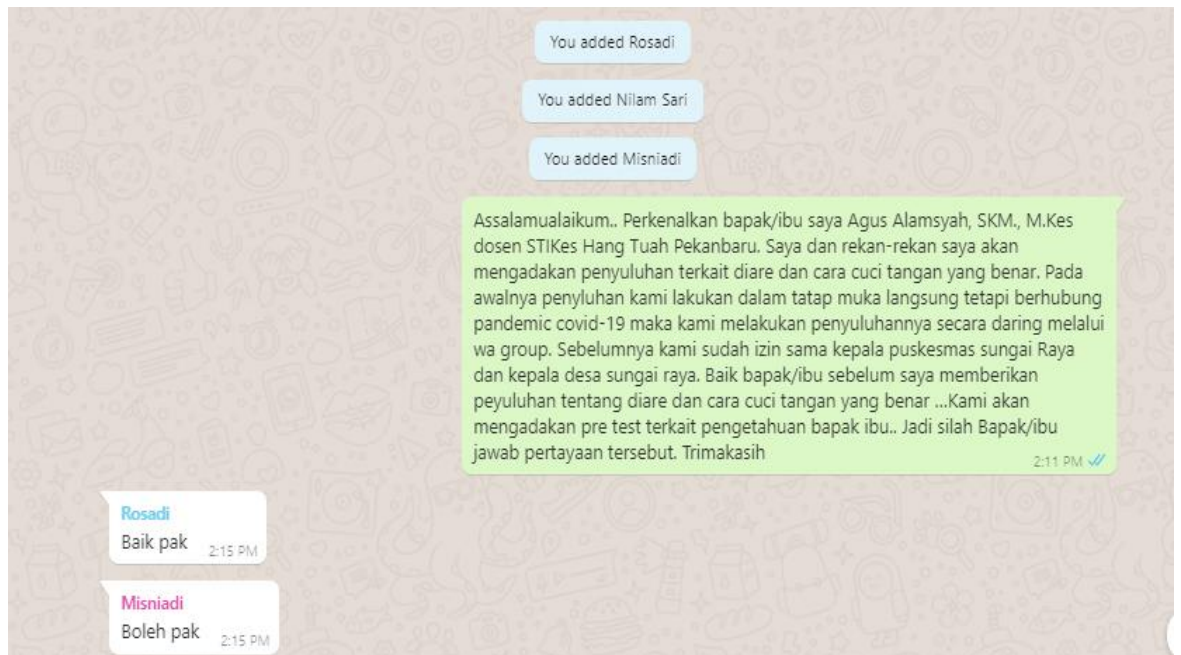 You added Rosadi
You added Nilam Sari
You added Misniadi
Assalamualaikum.. Perkenalkan bapak/ibu saya Agus Alamsyah, SKM., M.Kes
dosen STIKes Hang Tuah Pekanbaru. Saya dan rekan-rekan saya akan
mengadakan penyuluhan terkait diare dan cara cuci tangan yang benar. Pada
awalnya penyluhan kami lakukan dalam tatap muka langsung tetapi berhubung
pandemic covid-19 maka kami melakukan penyuluhannya secara daring melalui
wa group. Sebelumnya kami sudah izin sama kepala puskesmas sungai Raya
dan kepala desa sungai raya. Baik bapak/ibu sebelum saya memberikan
peyuluhan tentang diare dan cara cuci tangan yang benar ...Kami akan
mengadakan pre test terkait pengetahuan bapak ibu.. Jadi silah Bapak/ibu
jawab pertayaan tersebut. Trimakasih
2:11 PM
Rosadi
Baik pak 2:15 PM
Misniadi
Boleh pak 2:15 PM